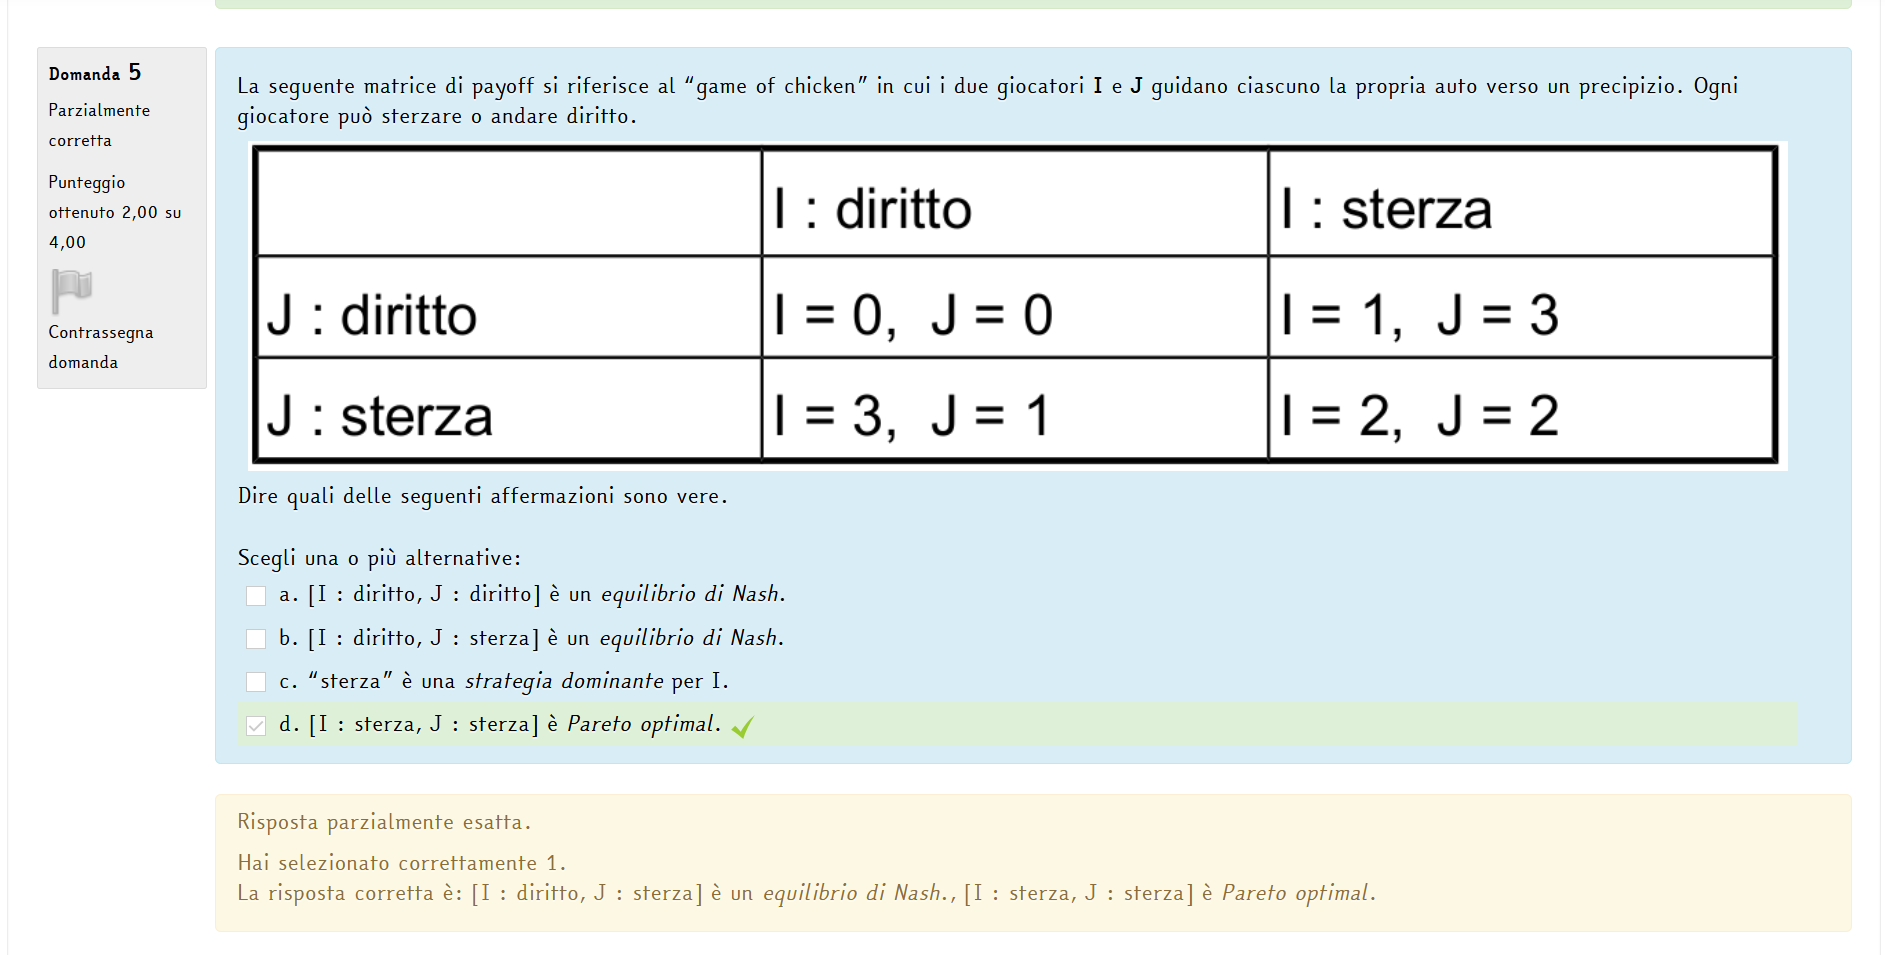 Domanda 5
Parzialmente
corretta
Punteggio
ottenuto 2,00 su
4,00
Contrassegna
domanda
La seguente matrice di payoff si riferisce al “game of chicken” in cui i due giocatori I e J guidano ciascuno la propria auto verso un precipizio. Ogni
giocatore può sterzare o andare diritto.
I : diritto I : sterza
J : diritto I = 0, J = 0 I = 1, J = 3
J : sterza I = 3, J = 1 I = 2, J = 2
Dire quali delle seguenti affermazioni sono vere.
Scegli una o più alternative:
a. [I : diritto, J : diritto] è un equilibrio di Nash.
b. [I : diritto, J : sterza] è un equilibrio di Nash.
c. “sterza” è una strategia dominante per I.
d. [I : sterza, J : sterza] è Pareto optimal.
Risposta parzialmente esatta.
Hai selezionato correttamente 1.
La risposta corretta è: [I : diritto, J : sterza] è un equilibrio di Nash., [I : sterza, J : sterza] è Pareto optimal.